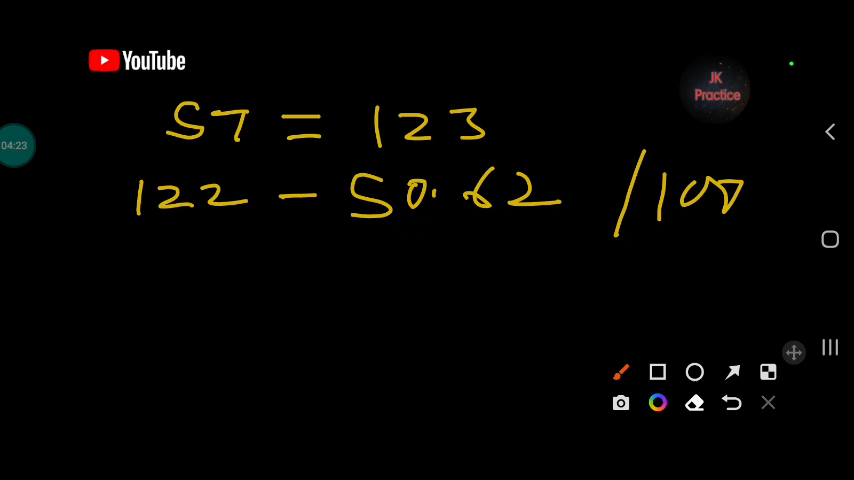 YouTube
JK
Practice
ST = 123
04:23
122 - 50.62 /100